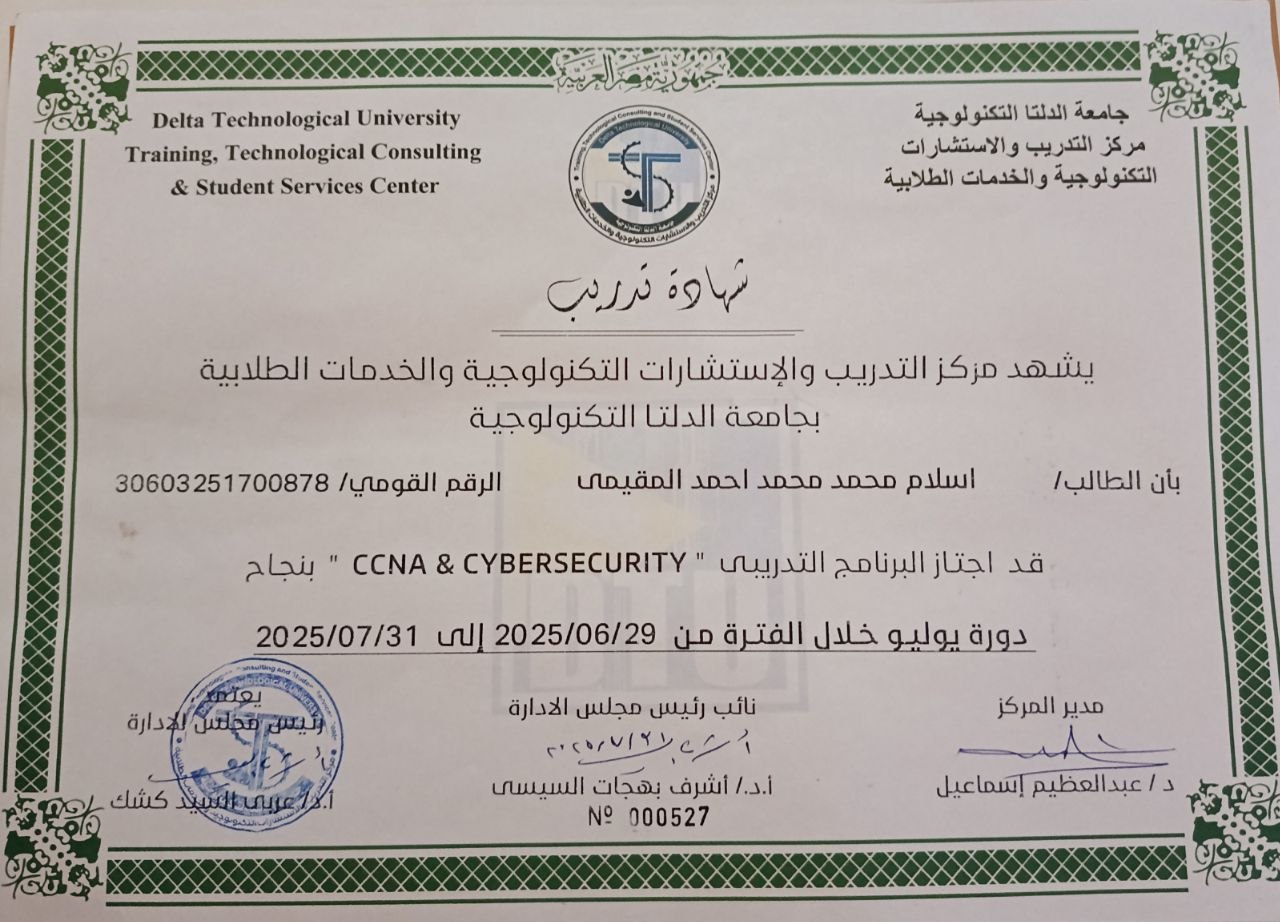 جمهورية مصر العربية
جامعة الدلتا التكنولوجية
مركز التدريب والاستشارات
التكنولوجية والخدمات الطلابية
Delta Technological University
Training, Technological Consulting
& Student Services Center
شهادة تدريب
يشهد مركز التدريب والإستشارات التكنولوجية والخدمات الطلابية
بجامعة الدلتا التكنولوجية
بأن الطالب/ اسلام محمد محمد احمد المقيمى الرقم القومي/ 30603251700878
قد اجتاز البرنامج التدريبى " CCNA & CYBERSECURITY " بنجاح
دورة يوليو خلال الفترة من 2025/06/29 إلى 2025/07/31
مدير المركز
د/ عبدالعظيم إسماعيل
نائب رئيس مجلس الادارة
أ.د./ أشرف بهجات السيسى
يعتمد
رئيس مجلس الادارة
أ.د/ عربى السيد كشك
Nº 000527
DTU